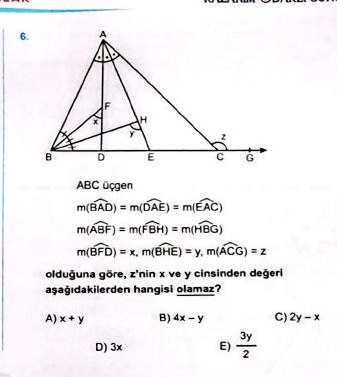 6.
A
F
x
H
y
z
B D E C G
ABC üçgen
m(BAD) = m(DAE) = m(EAC)
m(ABF) = m(FBH) = m(HBG)
m(BFD) = x, m(BHE) = y, m(ACG) = z
olduğuna göre, z'nin x ve y cinsinden değeri
aşağıdakilerden hangisi olamaz?
A) x + y B) 4x – y C) 2y – x
D) 3x E) 3y/2